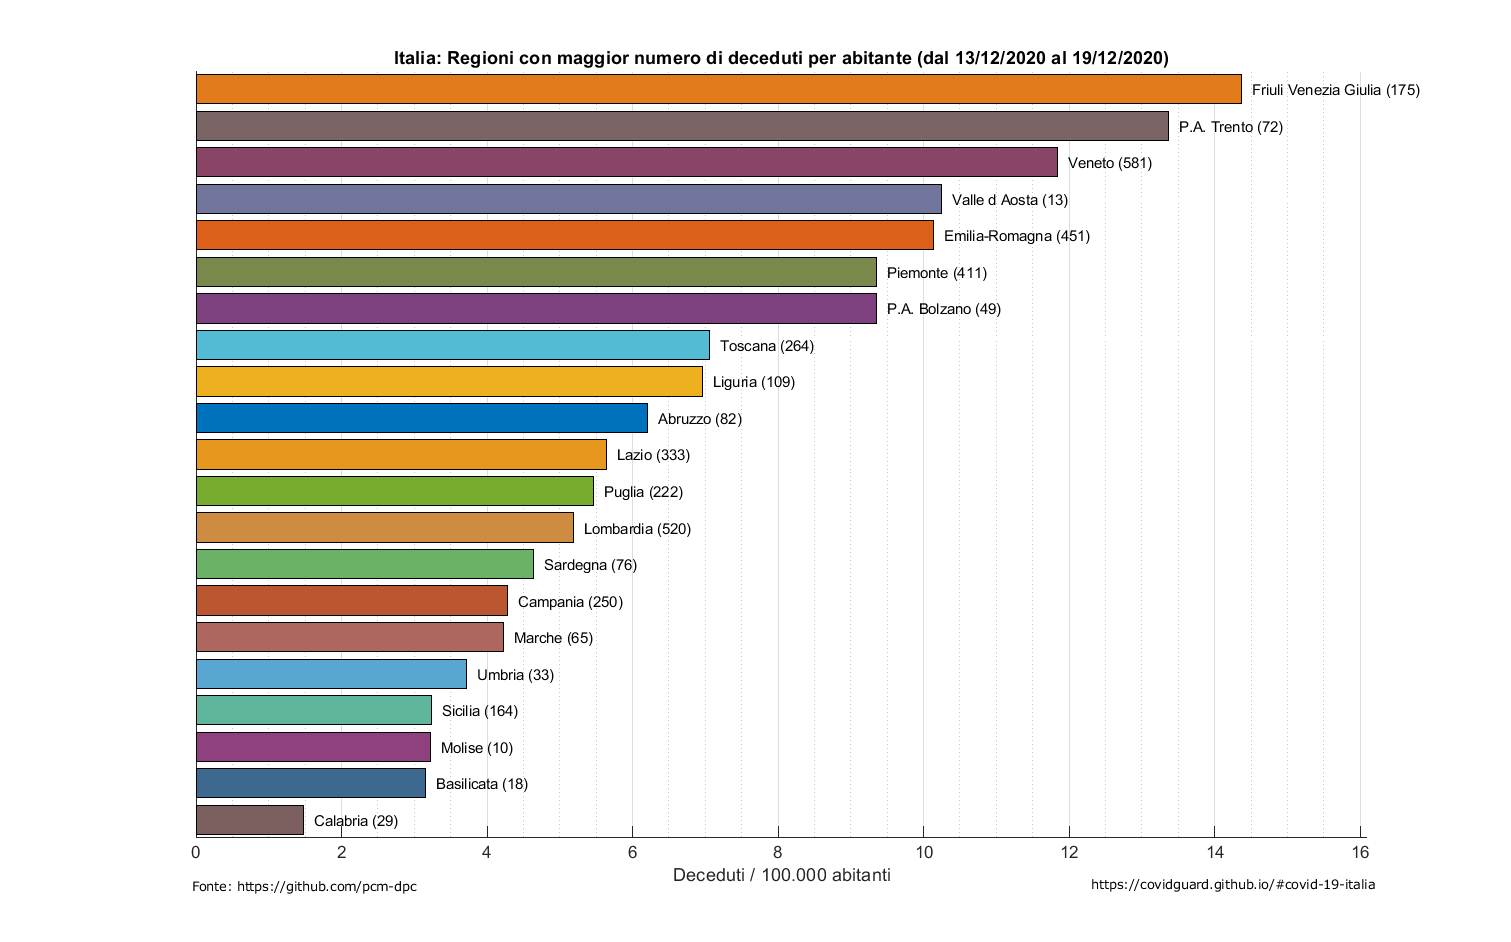 Italia: Regioni con maggior numero di deceduti per abitante (dal 13/12/2020 al 19/12/2020)
Friuli Venezia Giulia (175)
P.A. Trento (72)
Veneto (581)
Valle d Aosta (13)
Emilia-Romagna (451)
Piemonte (411)
P.A. Bolzano (49)
Toscana (264)
Liguria (109)
Abruzzo (82)
Lazio (333)
Puglia (222)
Lombardia (520)
Sardegna (76)
Campania (250)
Marche (65)
Umbria (33)
Sicilia (164)
Molise (10)
Basilicata (18)
Calabria (29)
0 2 4 6 8 10 12 14 16
Deceduti / 100.000 abitanti
Fonte: https://github.com/pcm-dpc
https://covidguard.github.io/#covid-19-italia